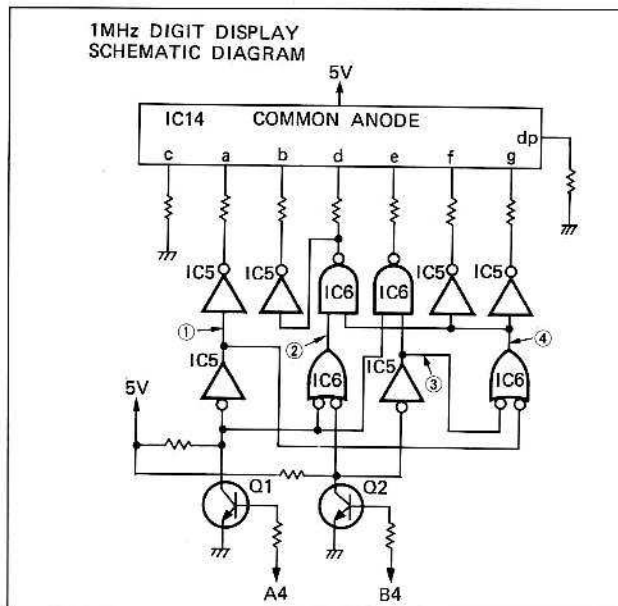 1MHz DIGIT DISPLAY
SCHEMATIC DIAGRAM
5V
IC14 COMMON ANODE
dp
c a b d e f g
IC5 IC5 IC6 IC6 IC5 IC5
① ② ③ ④
IC5 IC6 IC5 IC6
5V
Q1 Q2
A4 B4